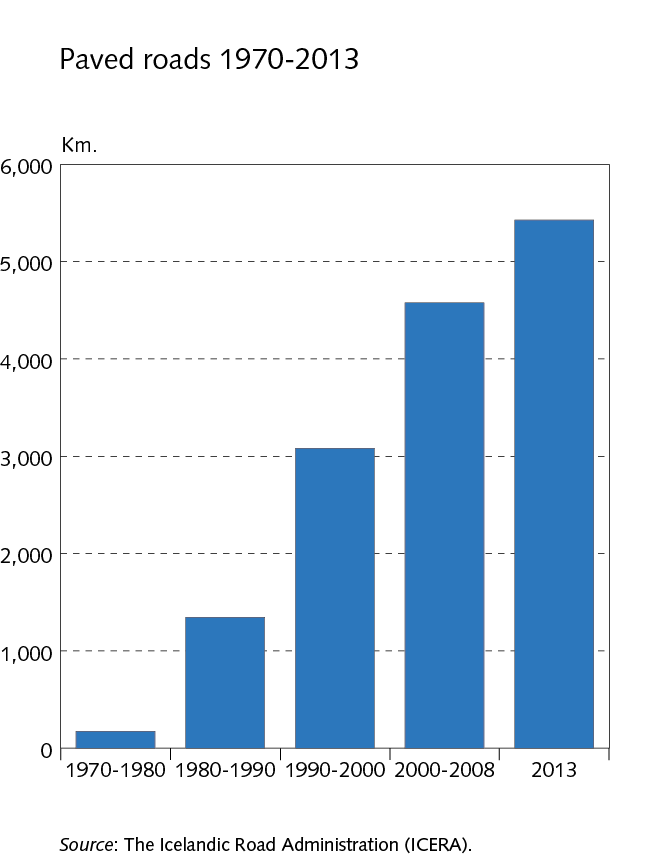 Paved roads 1970-2013
Km.
6,000
5,000
4,000
3,000
2,000
1,000
0
1970-1980 1980-1990 1990-2000 2000-2008 2013
Source: The Icelandic Road Administration (ICERA).